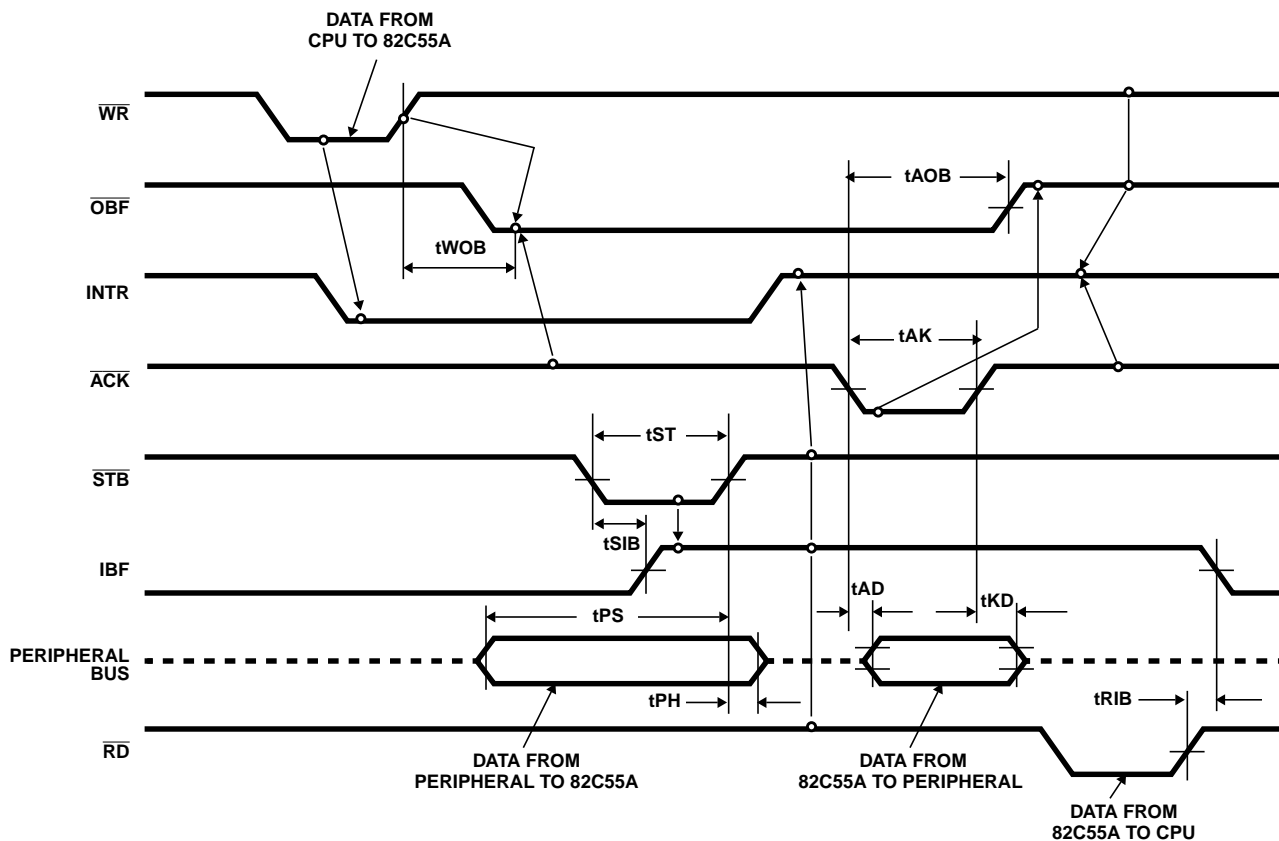 DATA FROM
CPU TO 82C55A
WR
tAOB
OBF
tWOB
INTR
tAK
ACK
tST
STB
tSIB
IBF
tAD
tKD
tPS
PERIPHERAL
BUS
tPH
tRIB
RD
DATA FROM
PERIPHERAL TO 82C55A
DATA FROM
82C55A TO PERIPHERAL
DATA FROM
82C55A TO CPU